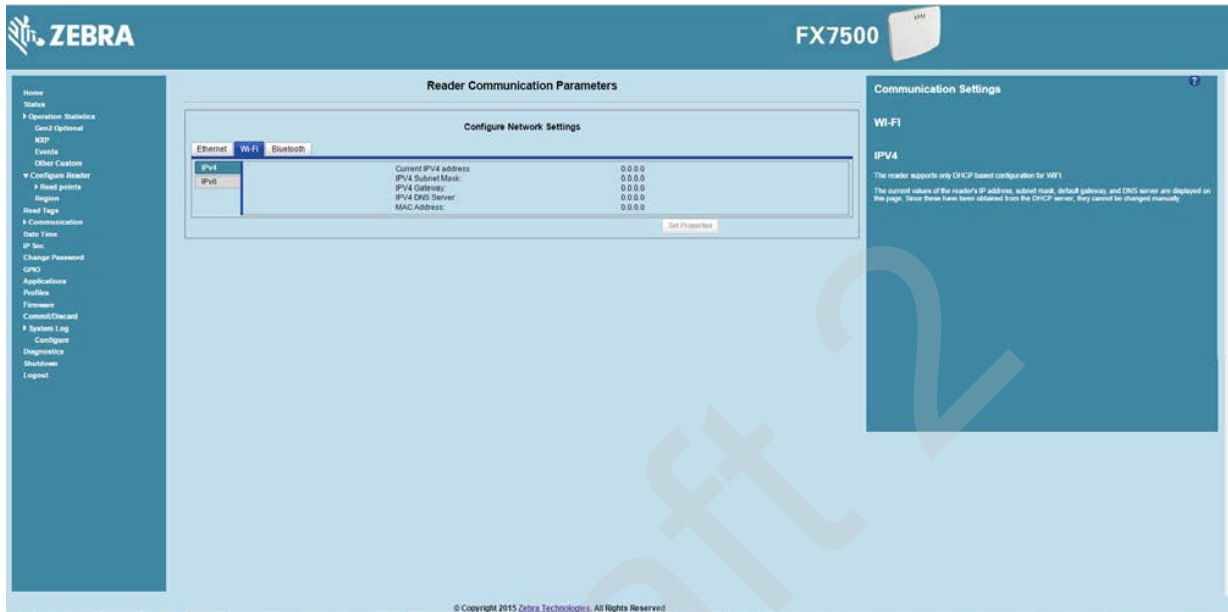 ZEBRA
FX7500
Home
Status
Operation Statistics
Gen2 Optional
NXP
Events
Other Custom
Configure Reader
Read points
Region
Read Tags
Communication
Date Time
IP Sec
Change Password
GPIO
Applications
Profiles
Firmware
Commit/Discard
System Log
Configure
Diagnostics
Shutdown
Logout
Reader Communication Parameters
Configure Network Settings
Ethernet Wi-Fi Bluetooth
IPv4
IPv6
Current IPV4 address 0.0.0.0
IPV4 Subnet Mask: 0.0.0.0
IPV4 Gateway: 0.0.0.0
IPV4 DNS Server 0.0.0.0
MAC Address: 0.0.0.0
Set Properties
Communication Settings
?
WI-FI
IPV4
The reader supports only DHCP based configuration for WIFI.
The current values of the reader's IP address, subnet mask, default gateway, and DNS server are displayed on
this page. Since these have been obtained from the DHCP server, they cannot be changed manually.
aft 2
© Copyright 2015 Zebra Technologies. All Rights Reserved